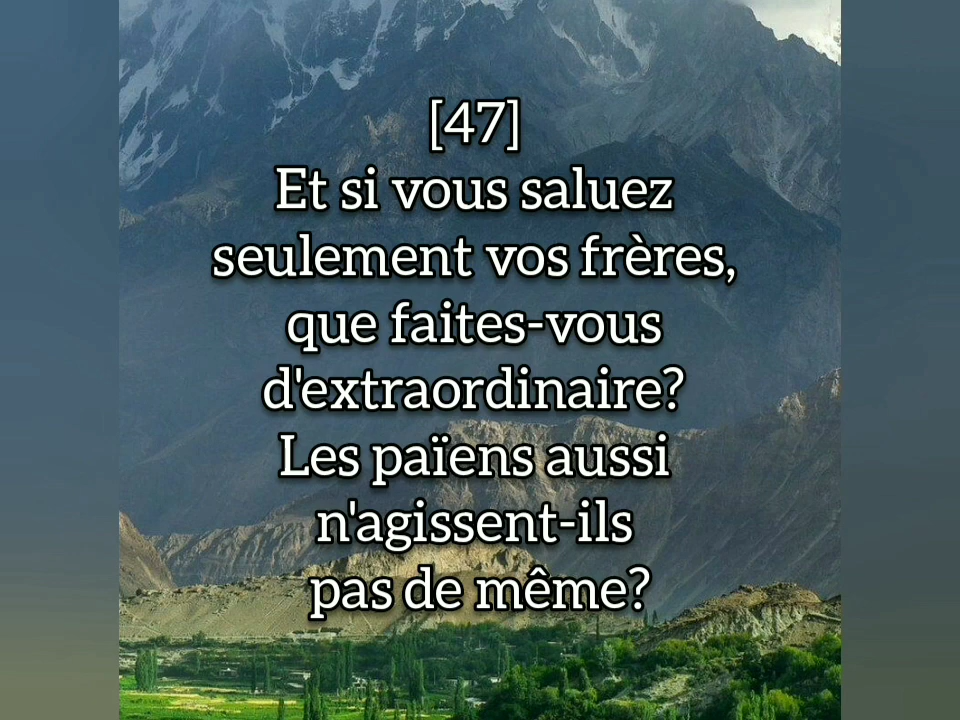 [47]
Et si vous saluez
seulement vos frères,
que faites-vous
d'extraordinaire?
Les païens aussi
n'agissent-ils
pas de même?